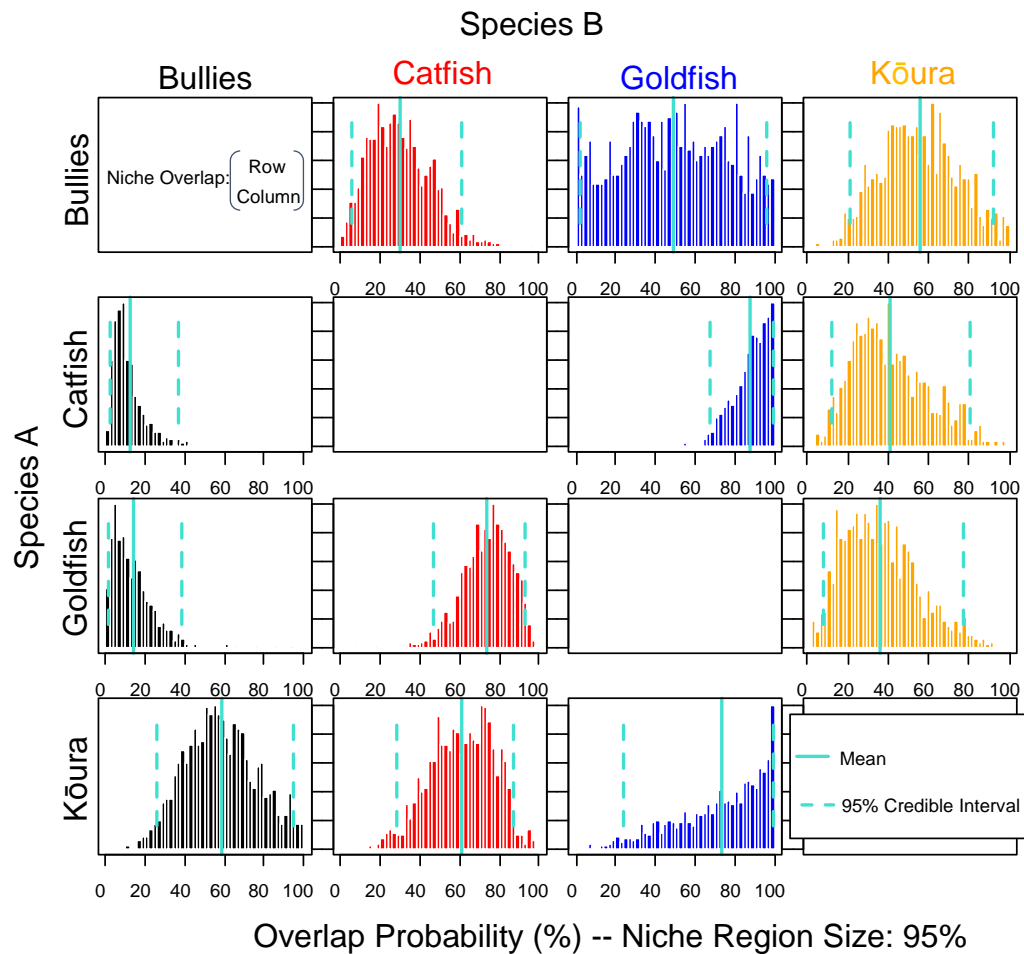 Species B
Bullies Catfish Goldfish Kōura
Bullies
Niche Overlap: Row
Column
20 40 60 80 100 0 20 40 60 80 100 0 20 40 60 80 100
Catfish
0 20 40 60 80 100 0 20 40 60 80 100 0 20 40 60 80 100
Species A
Goldfish
0 20 40 60 80 100 0 20 40 60 80 100 0 20 40 60 80 100
Kōura
Mean
95% Credible Interval
0 20 40 60 80 100 0 20 40 60 80 100 0 20 40 60 80 100
Overlap Probability (%) -- Niche Region Size: 95%